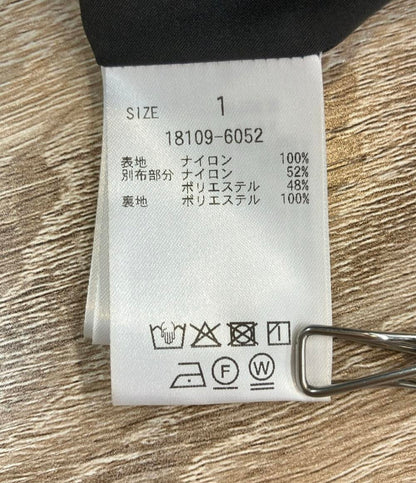 SIZE 1
18109-6052
表地 ナイロン 100%
別布部分 ナイロン 52%
ポリエステル 48%
裏地 ポリエステル 100%
F W